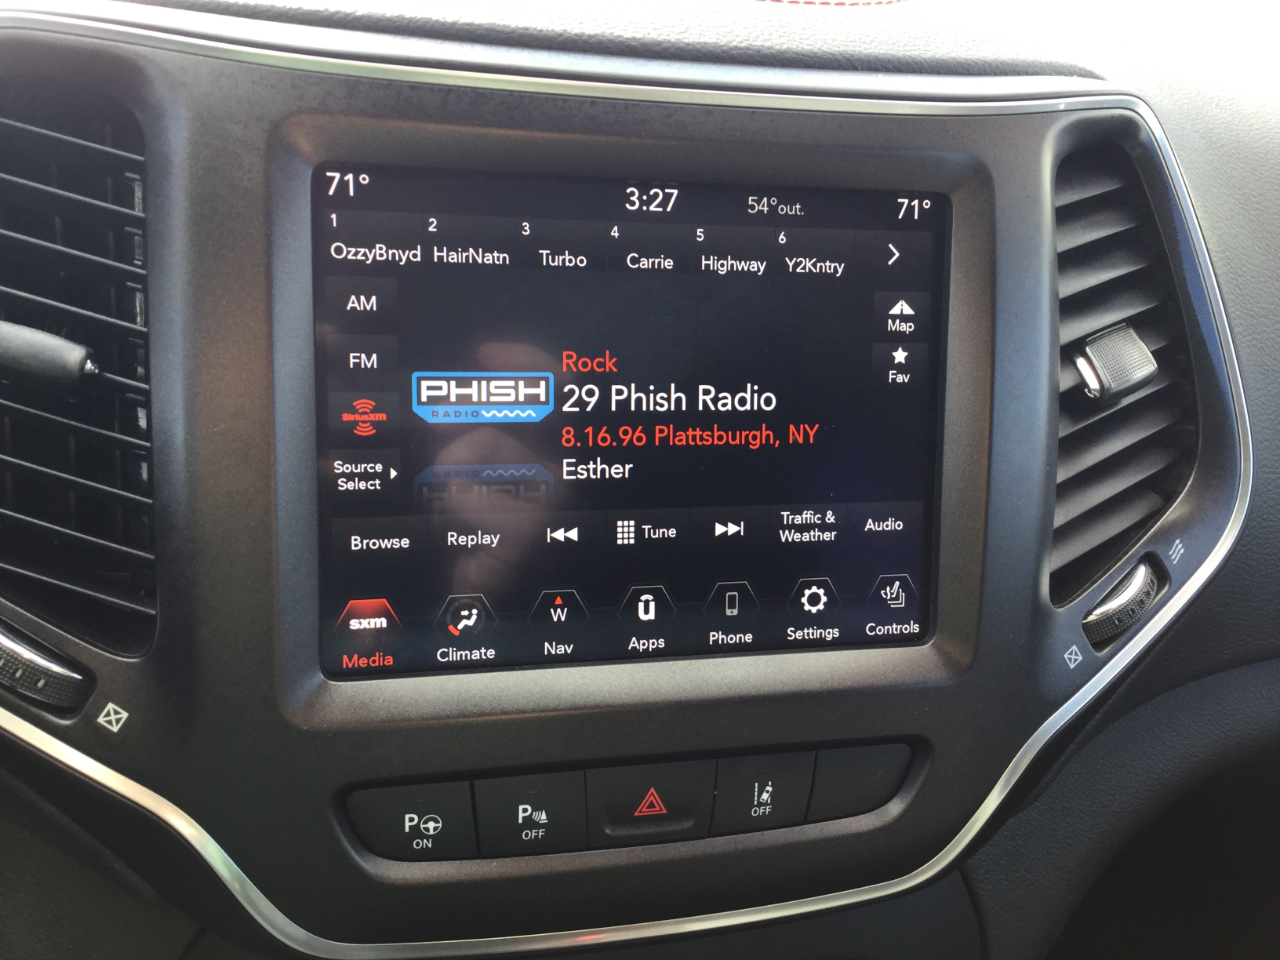 71°
3:27
54°out.
71°
1 OzzyBnyd
2 HairNatn
3 Turbo
4 Carrie
5 Highway
6 Y2Kntry
AM
FM
SiriusXM
Source
Select
Map
Fav
PHISH
RADIO
Rock
29 Phish Radio
8.16.96 Plattsburgh, NY
Esther
Browse
Replay
Tune
Traffic &
Weather
Audio
sxm
Media
Climate
W
Nav
ū
Apps
Phone
Settings
Controls
P
ON
P
OFF
OFF